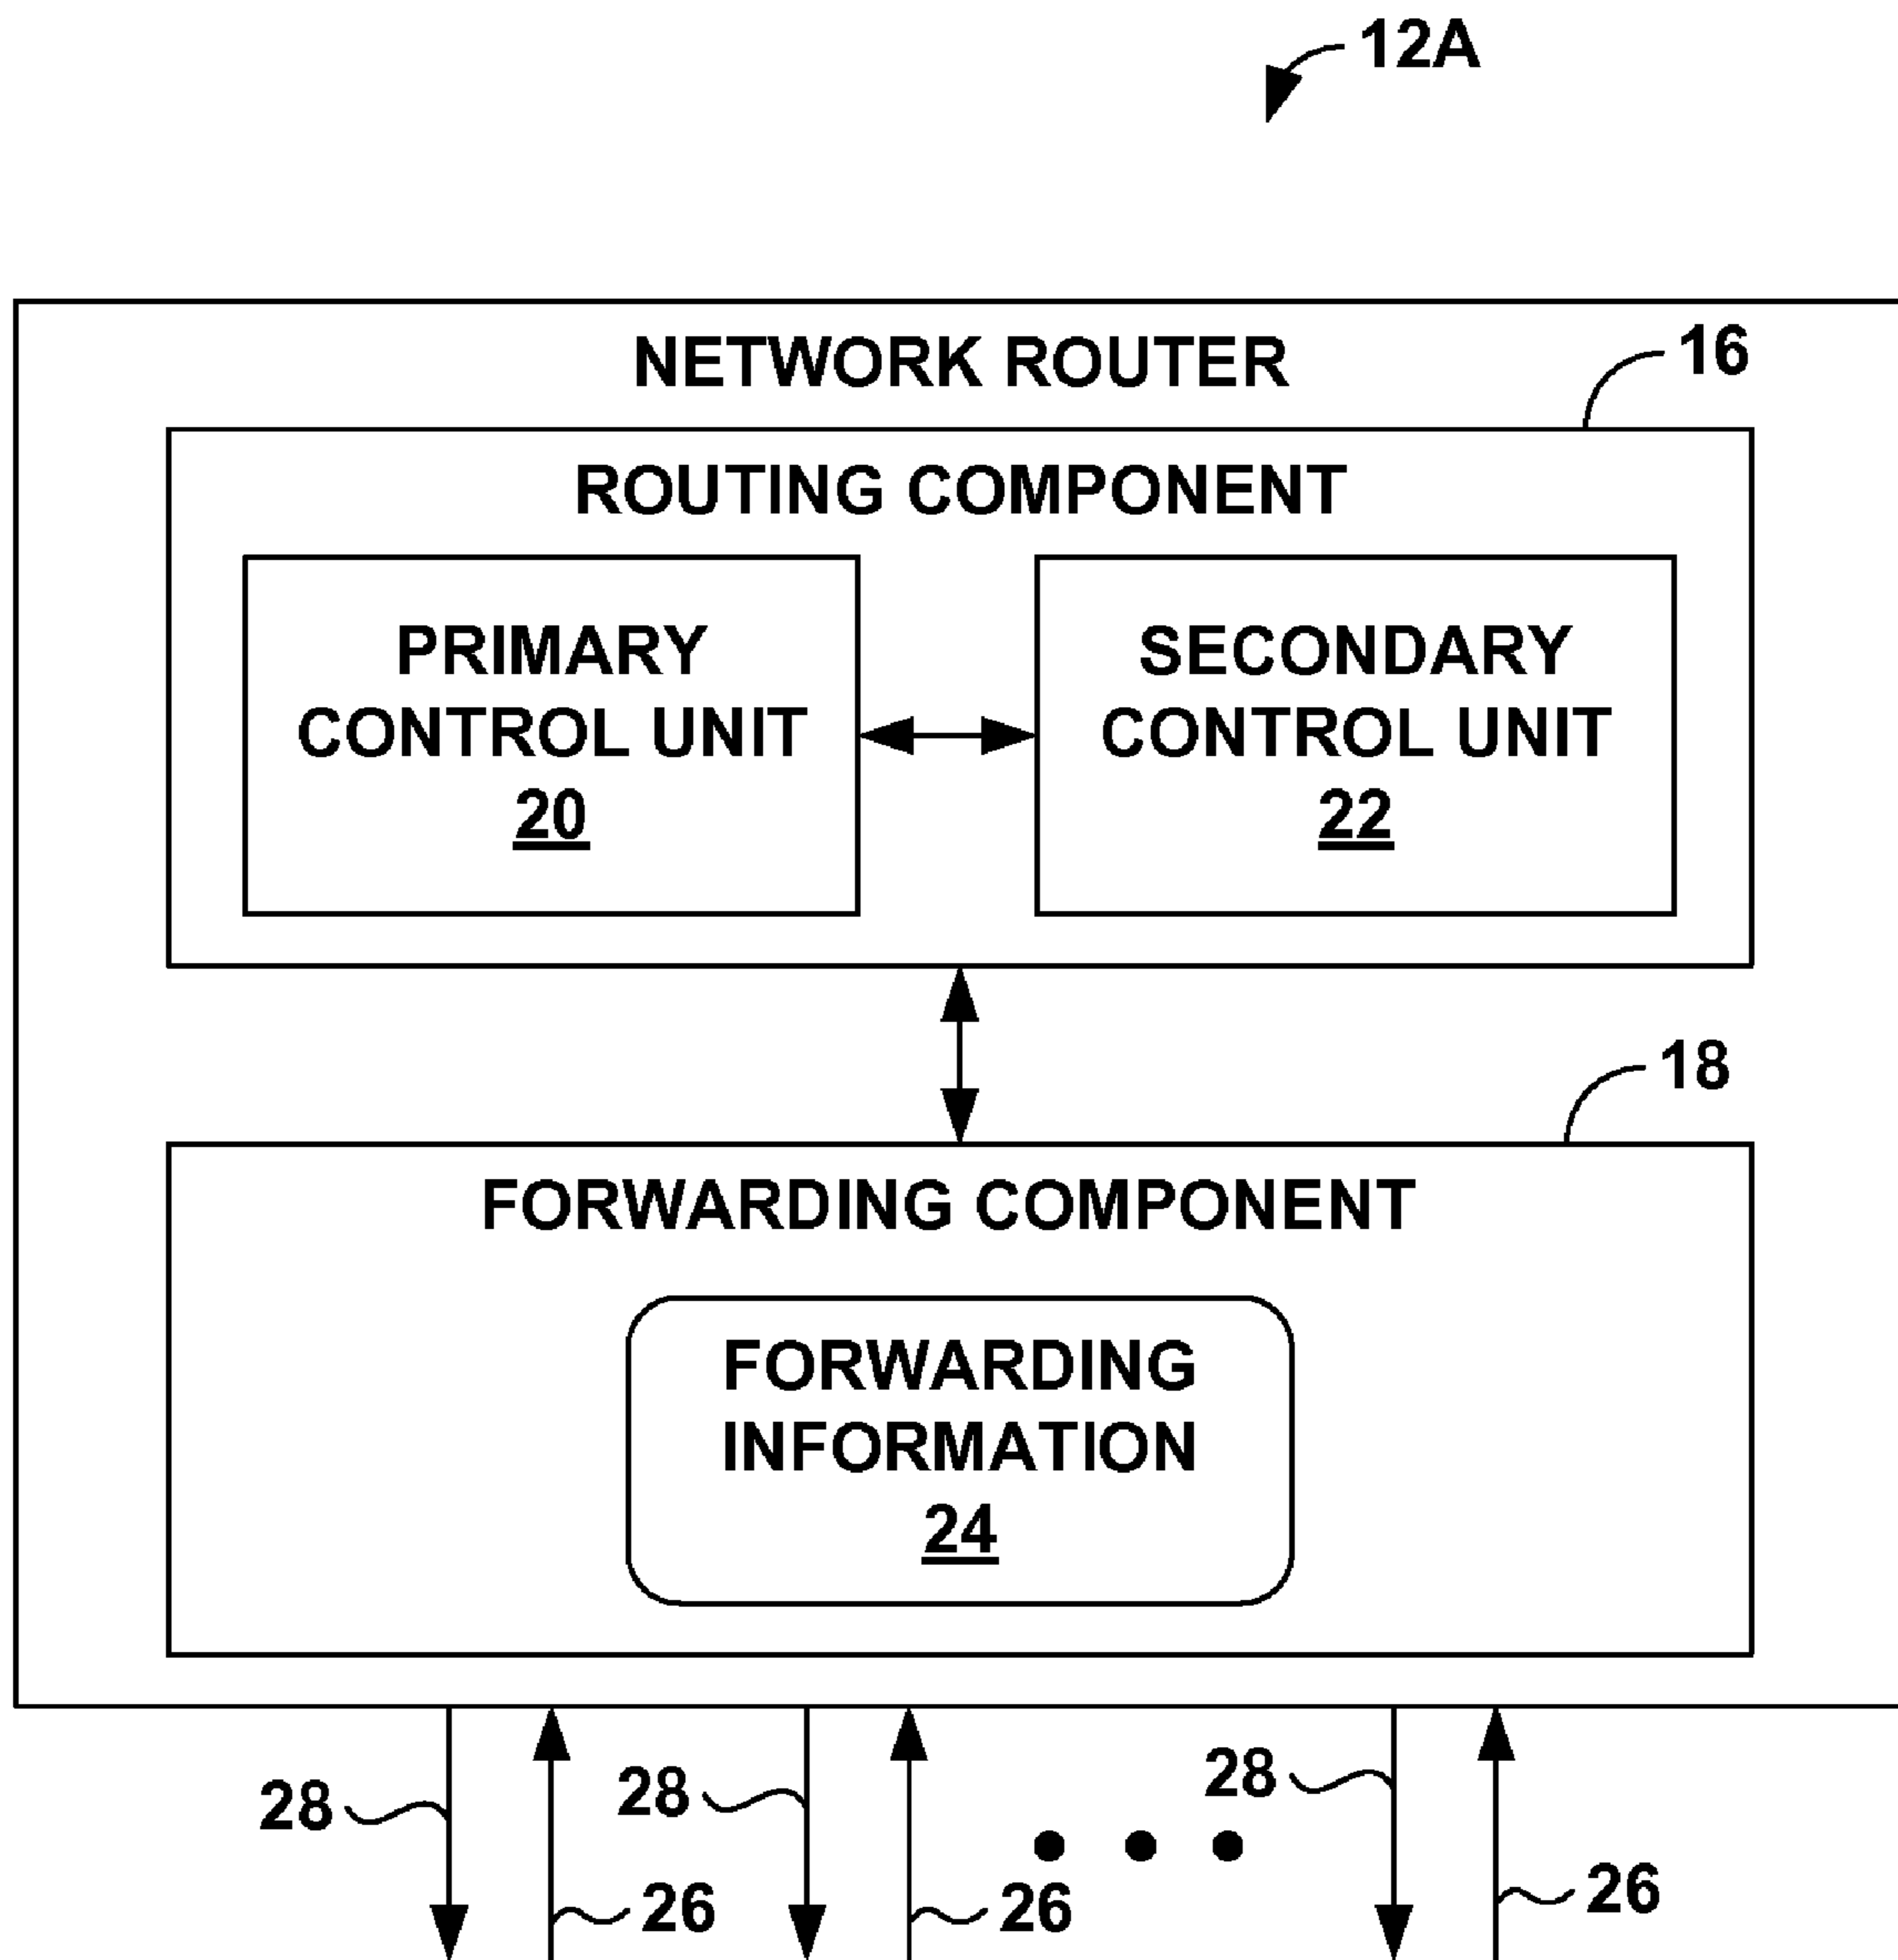 12A
NETWORK ROUTER
16
ROUTING COMPONENT
PRIMARY
CONTROL UNIT
20
SECONDARY
CONTROL UNIT
22
18
FORWARDING COMPONENT
FORWARDING
INFORMATION
24
28
28
28
26
26
26